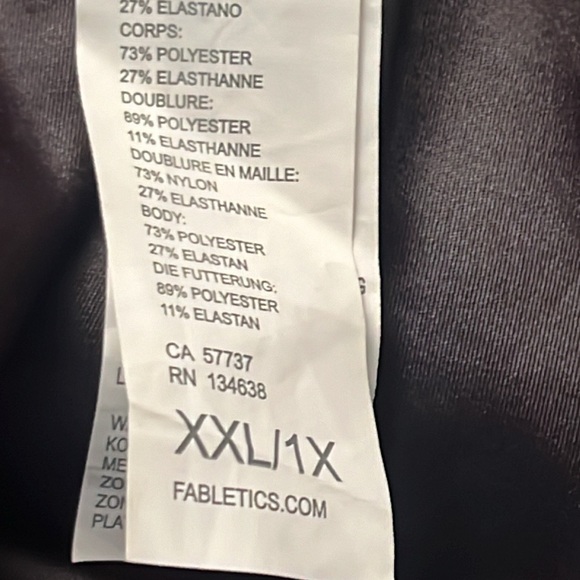 27% ELASTANO
CORPS:
73% POLYESTER
27% ELASTHANNE
DOUBLURE:
89% POLYESTER
11% ELASTHANNE
DOUBLURE EN MAILLE:
73% NYLON
27% ELASTHANNE
BODY:
73% POLYESTER
27% ELASTAN
DIE FUTTERUNG:
89% POLYESTER
11% ELASTAN
CA 57737
RN 134638
XXL/1X
FABLETICS.COM